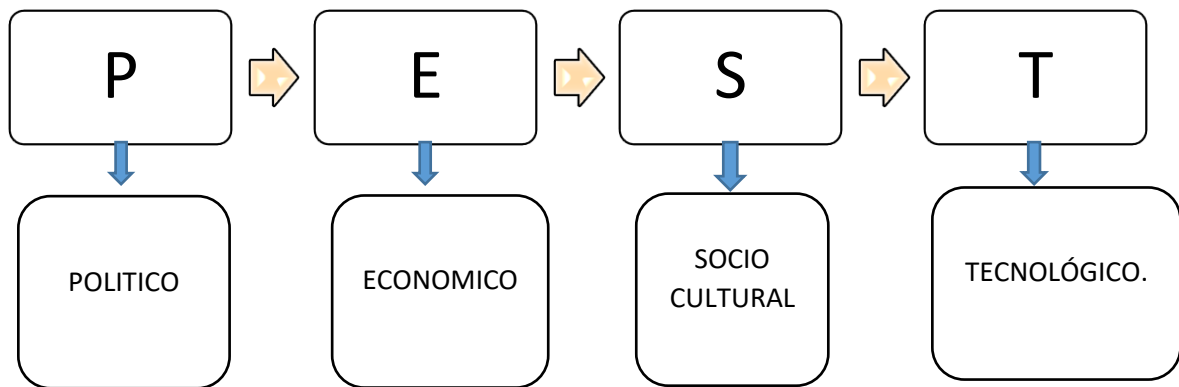 P
E
S
T
POLITICO
ECONOMICO
SOCIO
CULTURAL
TECNOLÓGICO.